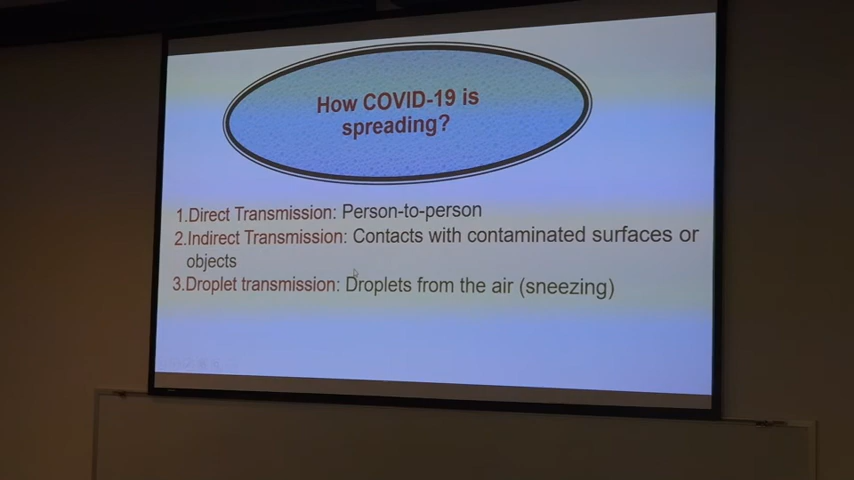 How COVID-19 is
spreading?
1.Direct Transmission: Person-to-person
2.Indirect Transmission: Contacts with contaminated surfaces or
objects
3.Droplet transmission: Droplets from the air (sneezing)